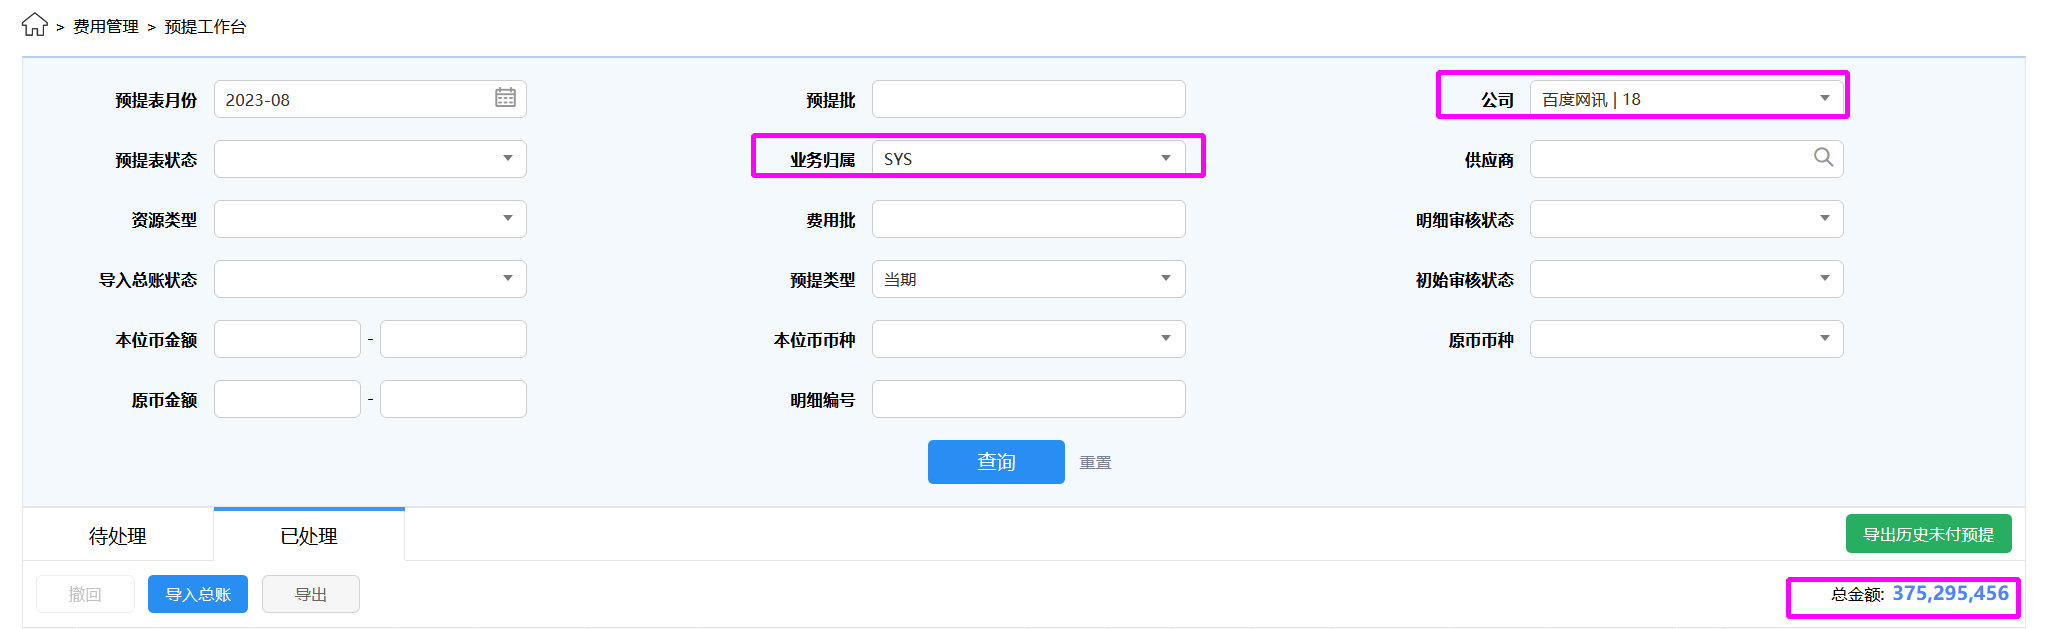 > 费用管理 > 预提工作台
预提表月份 2023-08 预提批 公司 百度网讯 | 18
预提表状态 业务归属 SYS 供应商
资源类型 费用批 明细审核状态
导入总账状态 预提类型 当期 初始审核状态
本位币金额 - 本位币币种 原币币种
原币金额 - 明细编号
查询 重置
待处理 已处理 导出历史未付预提
撤回 导入总账 导出 总金额: 375,295,456